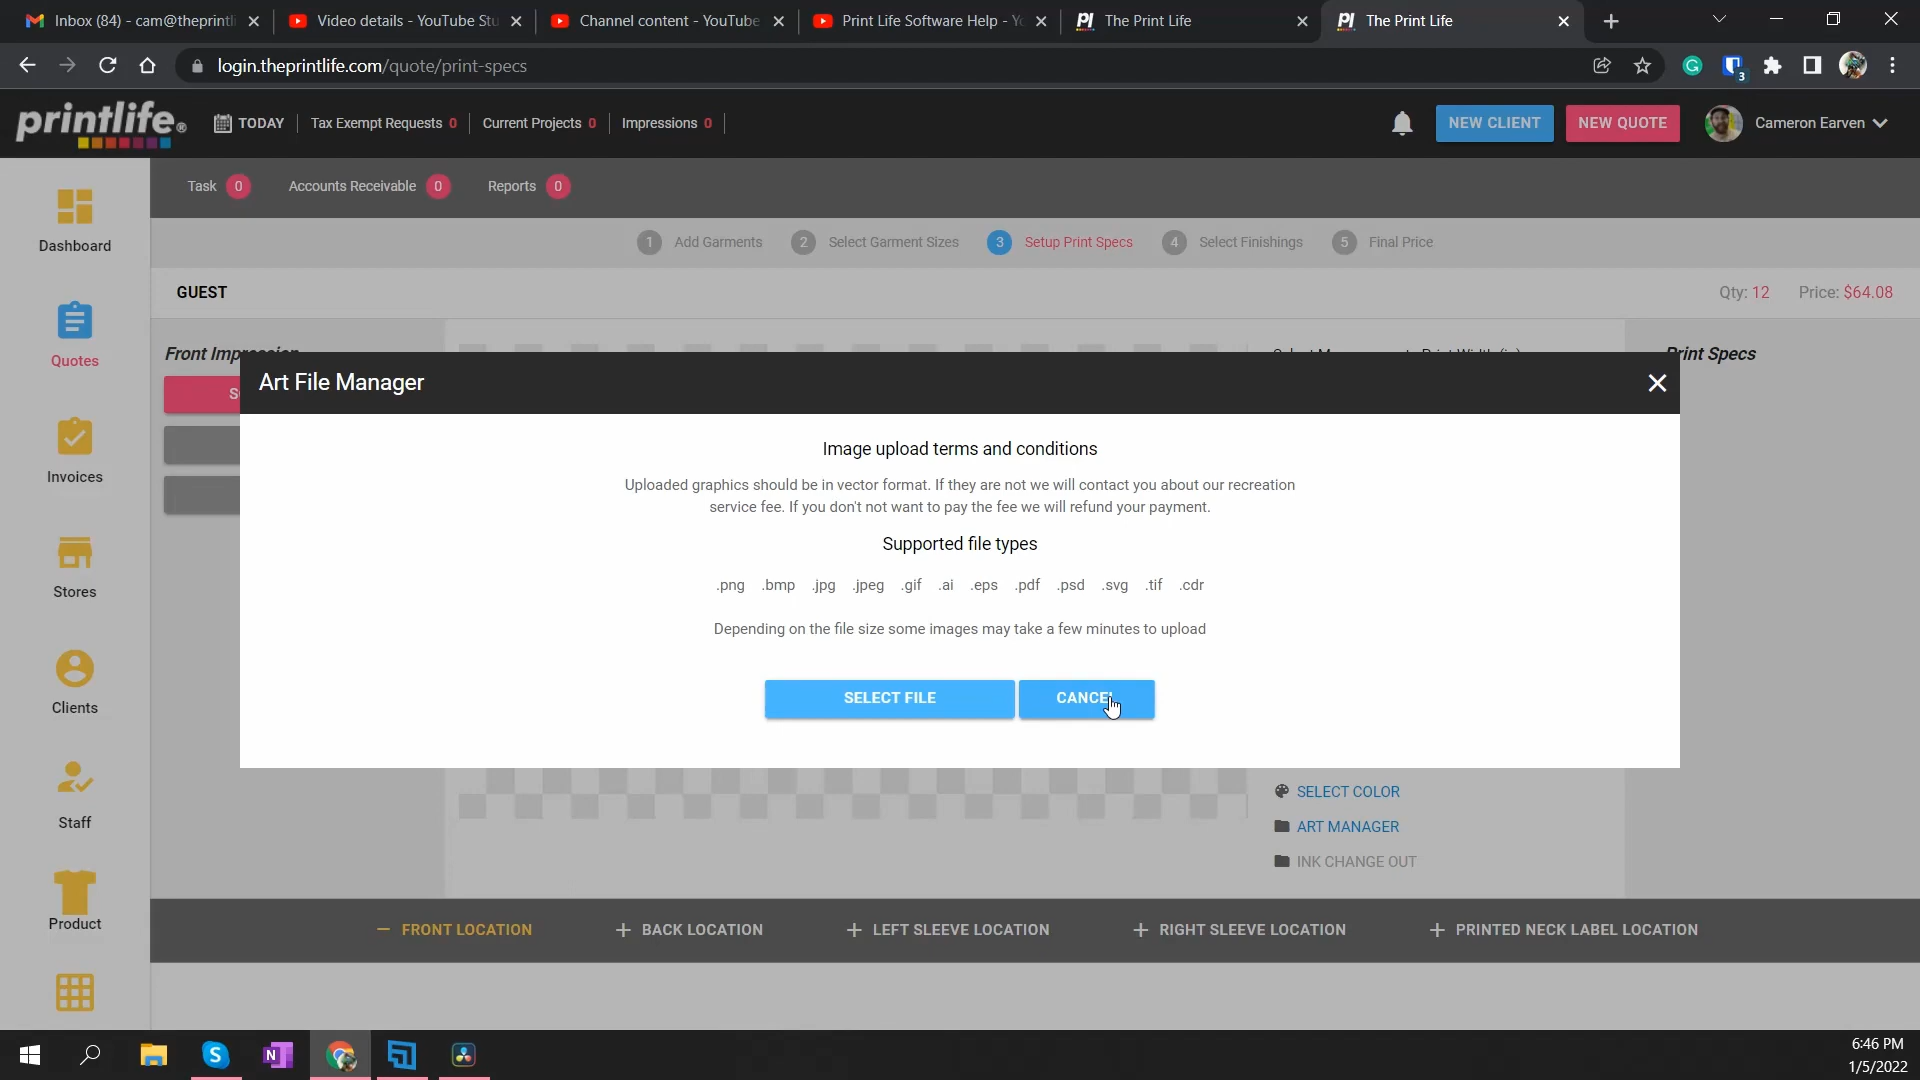 Inbox (84) - cam@theprintli
Video details - YouTube Stu
Channel content - YouTube
Print Life Software Help - Yo
The Print Life
The Print Life
login.theprintlife.com/quote/print-specs
3
printlife®
TODAY
Tax Exempt Requests 0
Current Projects 0
Impressions 0
NEW CLIENT
NEW QUOTE
Cameron Earven
Task 0
Accounts Receivable 0
Reports 0
1 Add Garments
2 Select Garment Sizes
3 Setup Print Specs
4 Select Finishings
5 Final Price
GUEST
Qty: 12
Price: $64.08
Dashboard
Quotes
Invoices
Stores
Clients
Staff
Product
Front Impression
Print Specs
Art File Manager
Image upload terms and conditions
Uploaded graphics should be in vector format. If they are not we will contact you about our recreation
service fee. If you don't not want to pay the fee we will refund your payment.
Supported file types
.png .bmp .jpg .jpeg .gif .ai .eps .pdf .psd .svg .tif .cdr
Depending on the file size some images may take a few minutes to upload
SELECT FILE
CANCEL
SELECT COLOR
ART MANAGER
INK CHANGE OUT
FRONT LOCATION
BACK LOCATION
LEFT SLEEVE LOCATION
RIGHT SLEEVE LOCATION
PRINTED NECK LABEL LOCATION
6:46 PM
1/5/2022